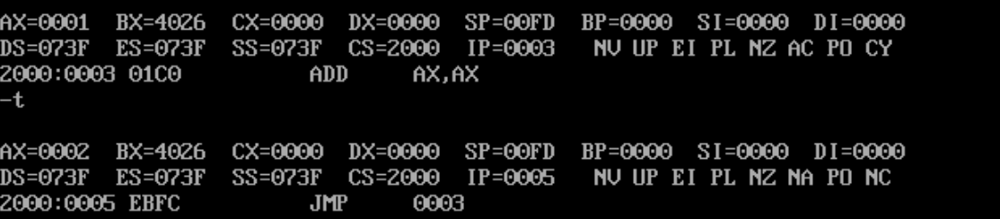 AX=0001  BX=4026  CX=0000  DX=0000  SP=00FD  BP=0000  SI=0000  DI=0000
DS=073F  ES=073F  SS=073F  CS=2000  IP=0003   NV UP EI PL NZ AC PO CY
2000:0003 01C0          ADD     AX,AX
-t
AX=0002  BX=4026  CX=0000  DX=0000  SP=00FD  BP=0000  SI=0000  DI=0000
DS=073F  ES=073F  SS=073F  CS=2000  IP=0005   NV UP EI PL NZ NA PO NC
2000:0005 EBFC          JMP     0003